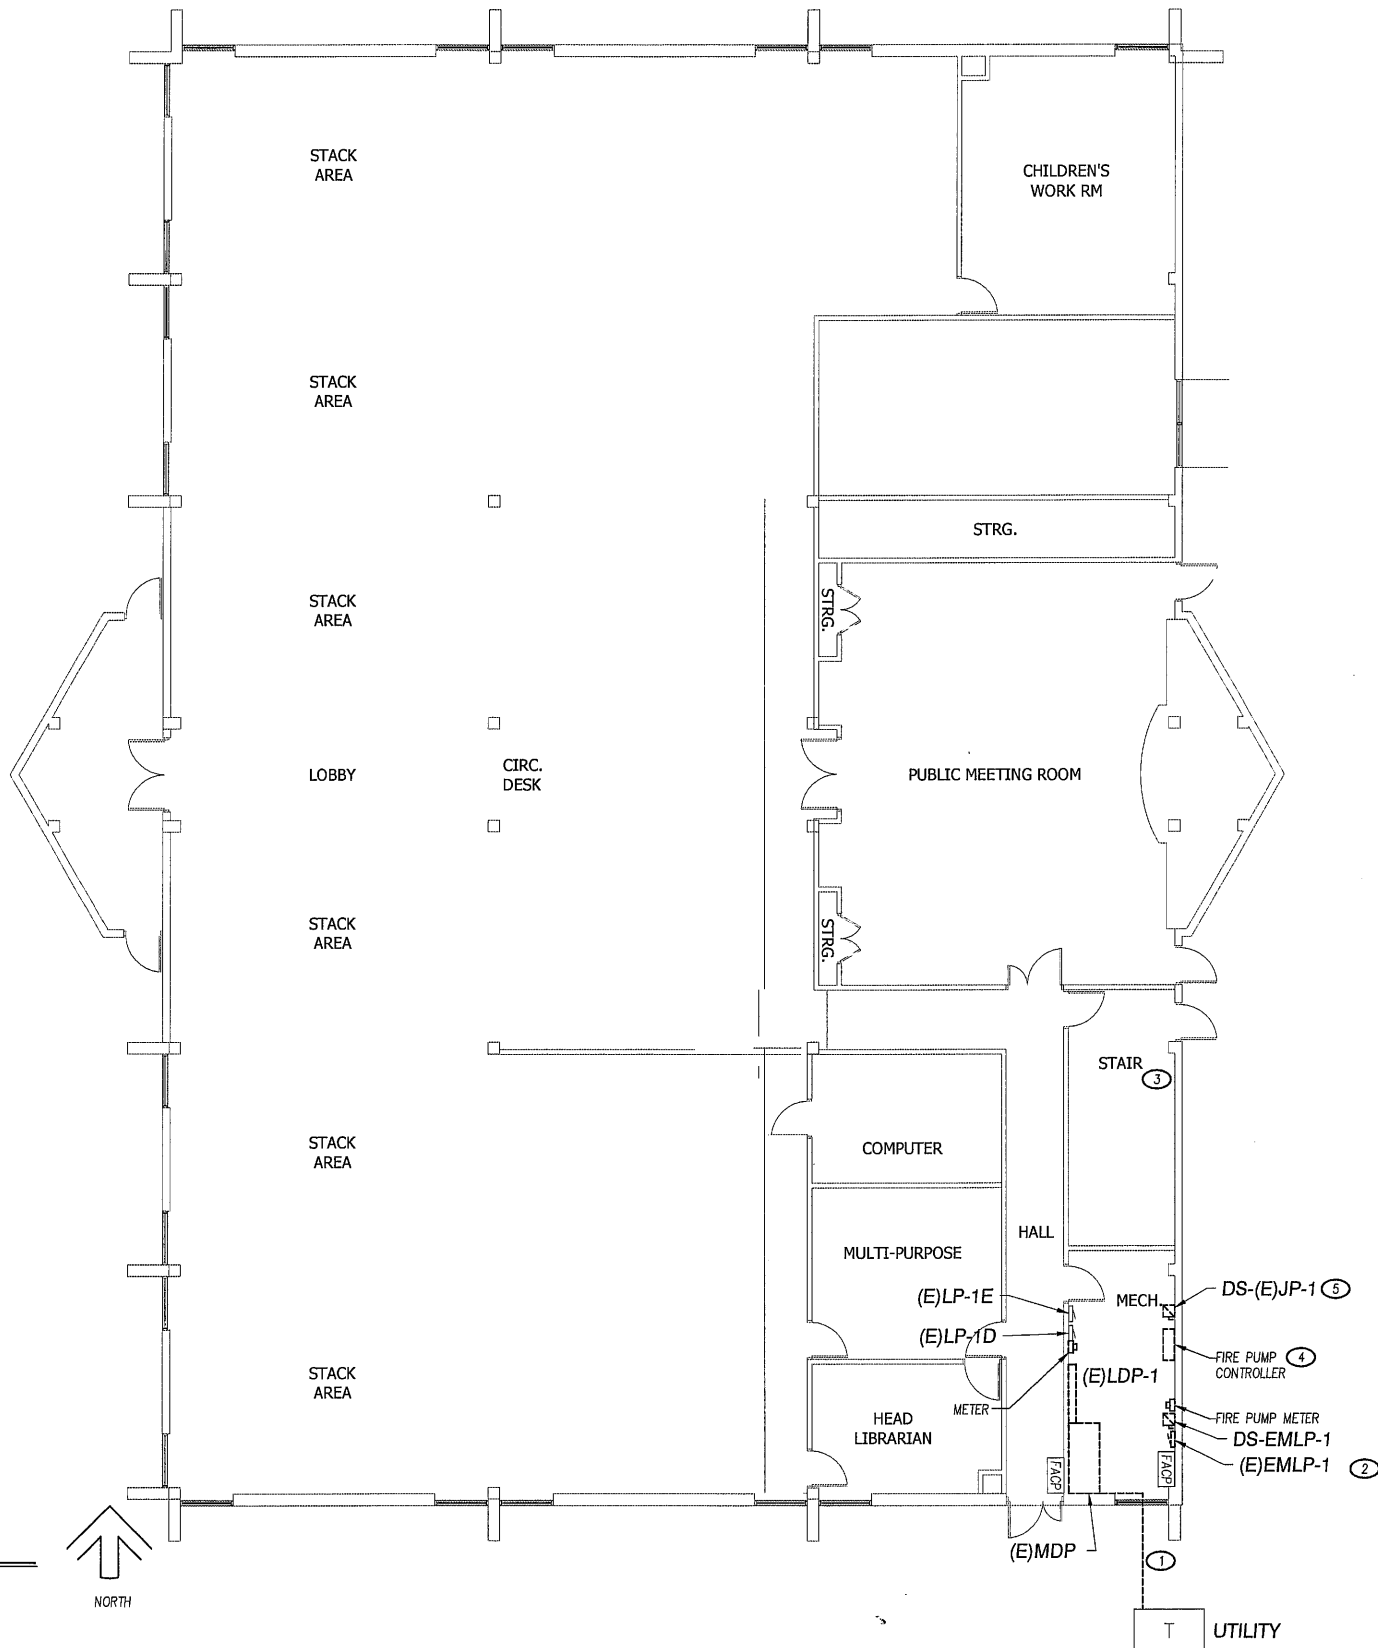 STACK
AREA
CHILDREN'S
WORK RM
STACK
AREA
STRG.
STACK
AREA
STRG.
LOBBY
CIRC.
DESK
PUBLIC MEETING ROOM
STACK
AREA
STRG.
STAIR 3
STACK
AREA
COMPUTER
HALL
MULTI-PURPOSE
(E)LP-1E
MECH.
DS-(E)JP-1 5
(E)LP-1D
FIRE PUMP 4
CONTROLLER
STACK
AREA
(E)LDP-1
METER
HEAD
LIBRARIAN
FIRE PUMP METER
DS-EMLP-1
(E)EMLP-1 2
FACP
FACP
(E)MDP
1
NORTH
T
UTILITY